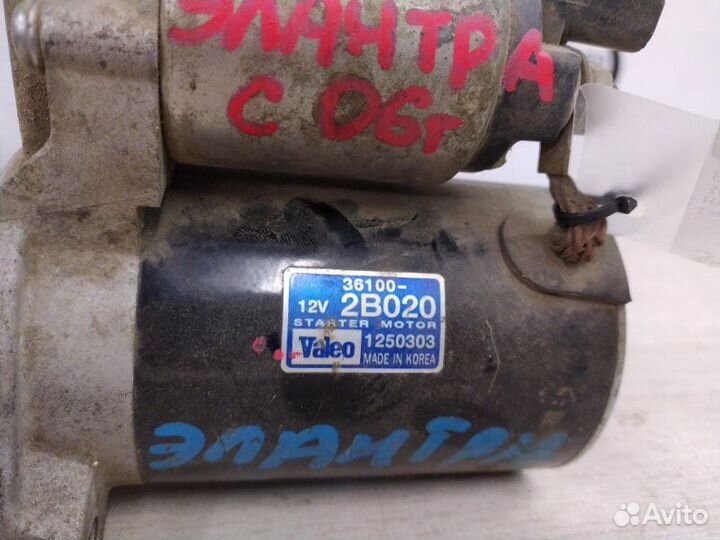 ЭЛАНТРА
С 06г
36100-
12V 2B020
STARTER MOTOR
Valeo 1250303
MADE IN KOREA
ЭЛАНТРА
Avito